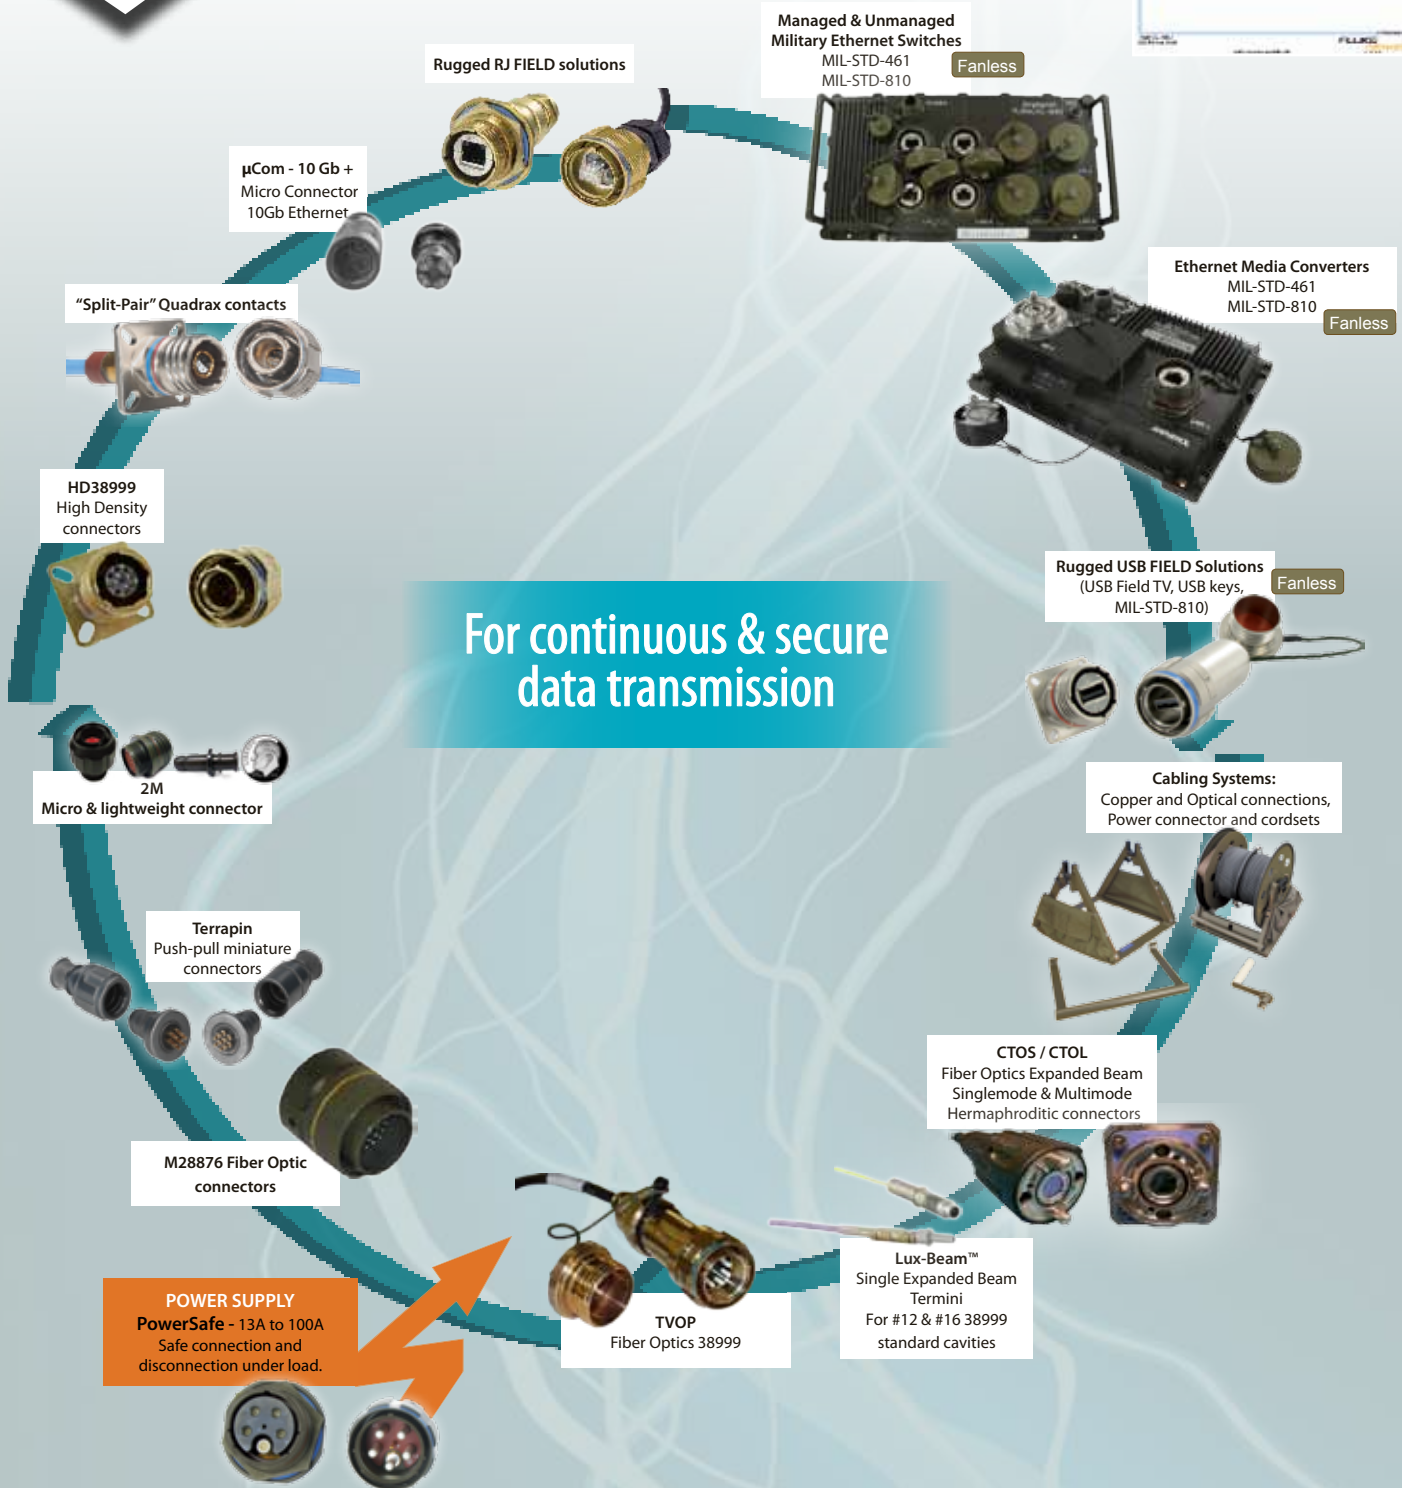 Managed & Unmanaged
Military Ethernet Switches
MIL-STD-461
MIL-STD-810
Fanless
FLUKE
Rugged RJ FIELD solutions
µCom - 10 Gb +
Micro Connector
10Gb Ethernet
Ethernet Media Converters
MIL-STD-461
MIL-STD-810
Fanless
“Split-Pair” Quadrax contacts
HD38999
High Density
connectors
Rugged USB FIELD Solutions
(USB Field TV, USB keys,
MIL-STD-810)
Fanless
For continuous & secure
data transmission
2M
Micro & lightweight connector
Cabling Systems:
Copper and Optical connections,
Power connector and cordsets
Terrapin
Push-pull miniature
connectors
CTOS / CTOL
Fiber Optics Expanded Beam
Singlemode & Multimode
Hermaphroditic connectors
M28876 Fiber Optic
connectors
Lux-Beam™
Single Expanded Beam
Termini
For #12 & #16 38999
standard cavities
POWER SUPPLY
PowerSafe - 13A to 100A
Safe connection and
disconnection under load.
TVOP
Fiber Optics 38999